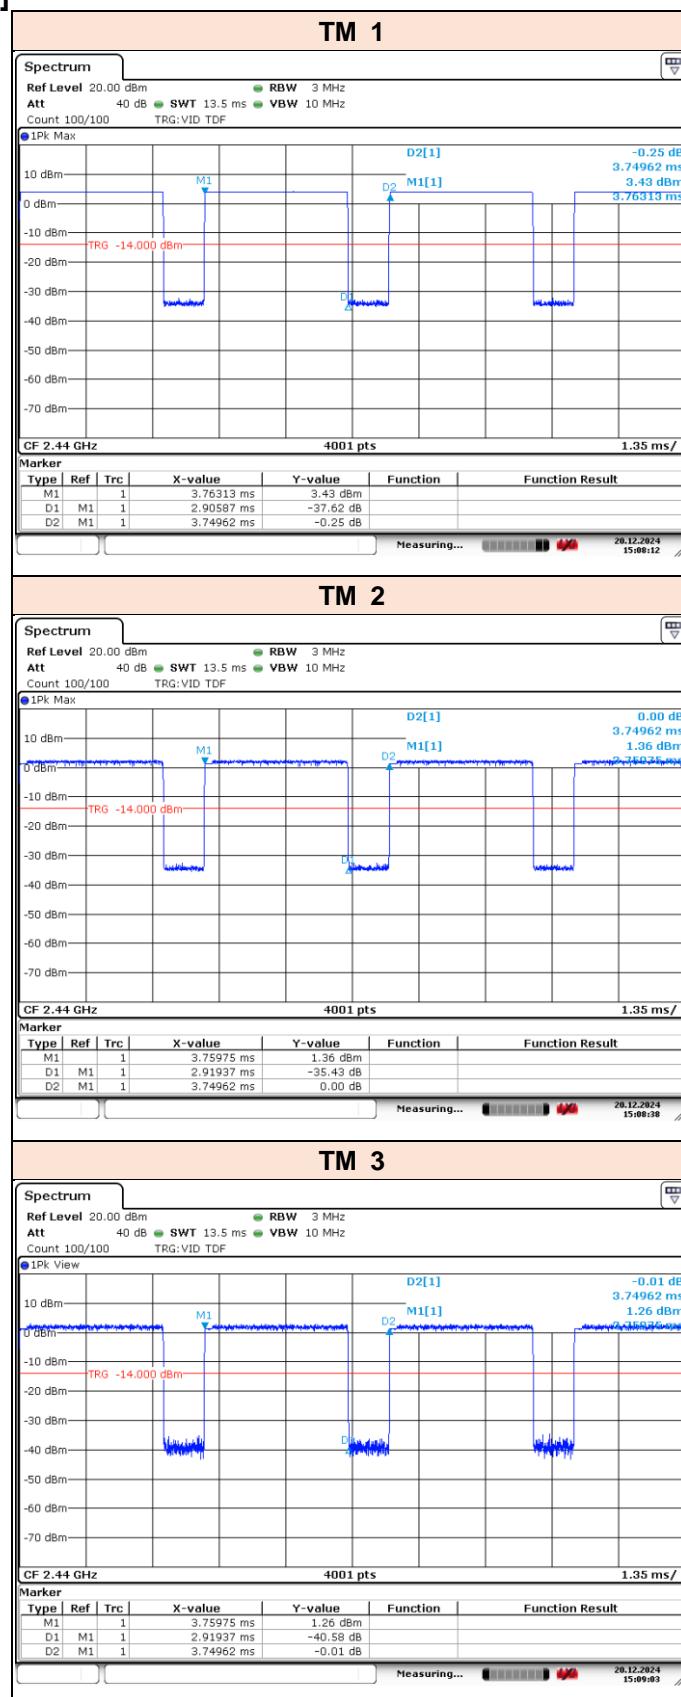 ]
TM 1
Spectrum
Ref Level 20.00 dBm RBW 3 MHz
Att 40 dB SWT 13.5 ms VBW 10 MHz
Count 100/100 TRG:VID TDF
1Pk Max
D2[1] -0.25 dB
3.74962 ms
M1[1] 3.43 dBm
3.76313 ms
10 dBm
M1
D2
0 dBm
-10 dBm
TRG -14.000 dBm
-20 dBm
-30 dBm
-40 dBm
-50 dBm
-60 dBm
-70 dBm
CF 2.44 GHz 4001 pts 1.35 ms/
Marker
Type Ref Trc X-value Y-value Function Function Result
M1 1 3.76313 ms 3.43 dBm
D1 M1 1 2.90587 ms -37.62 dB
D2 M1 1 3.74962 ms -0.25 dB
Measuring... 20.12.2024
15:08:12
TM 2
Spectrum
Ref Level 20.00 dBm RBW 3 MHz
Att 40 dB SWT 13.5 ms VBW 10 MHz
Count 100/100 TRG:VID TDF
1Pk Max
D2[1] 0.00 dB
3.74962 ms
M1[1] 1.36 dBm
3.75975 ms
10 dBm
M1
D2
0 dBm
-10 dBm
TRG -14.000 dBm
-20 dBm
-30 dBm
-40 dBm
-50 dBm
-60 dBm
-70 dBm
CF 2.44 GHz 4001 pts 1.35 ms/
Marker
Type Ref Trc X-value Y-value Function Function Result
M1 1 3.75975 ms 1.36 dBm
D1 M1 1 2.91937 ms -35.43 dB
D2 M1 1 3.74962 ms 0.00 dB
Measuring... 20.12.2024
15:08:38
TM 3
Spectrum
Ref Level 20.00 dBm RBW 3 MHz
Att 40 dB SWT 13.5 ms VBW 10 MHz
Count 100/100 TRG:VID TDF
1Pk View
D2[1] -0.01 dB
3.74962 ms
M1[1] 1.26 dBm
3.75975 ms
10 dBm
M1
D2
0 dBm
-10 dBm
TRG -14.000 dBm
-20 dBm
-30 dBm
-40 dBm
-50 dBm
-60 dBm
-70 dBm
CF 2.44 GHz 4001 pts 1.35 ms/
Marker
Type Ref Trc X-value Y-value Function Function Result
M1 1 3.75975 ms 1.26 dBm
D1 M1 1 2.91937 ms -40.58 dB
D2 M1 1 3.74962 ms -0.01 dB
Measuring... 20.12.2024
15:09:03